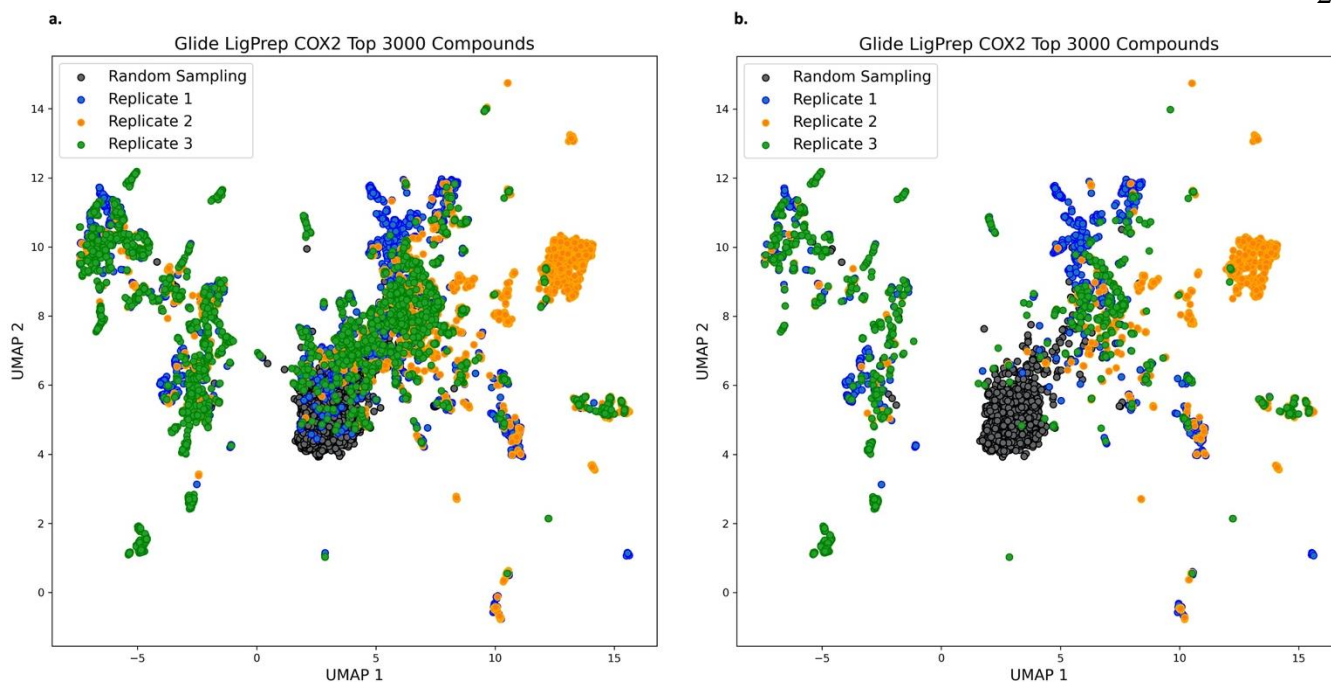 a.
Glide LigPrep COX2 Top 3000 Compounds
Random Sampling
Replicate 1
Replicate 2
Replicate 3
14
12
10
8
6
4
2
0
UMAP 2
−5 0 5 10 15
UMAP 1
b.
Glide LigPrep COX2 Top 3000 Compounds
Random Sampling
Replicate 1
Replicate 2
Replicate 3
14
12
10
8
6
4
2
0
UMAP 2
−5 0 5 10 15
UMAP 1